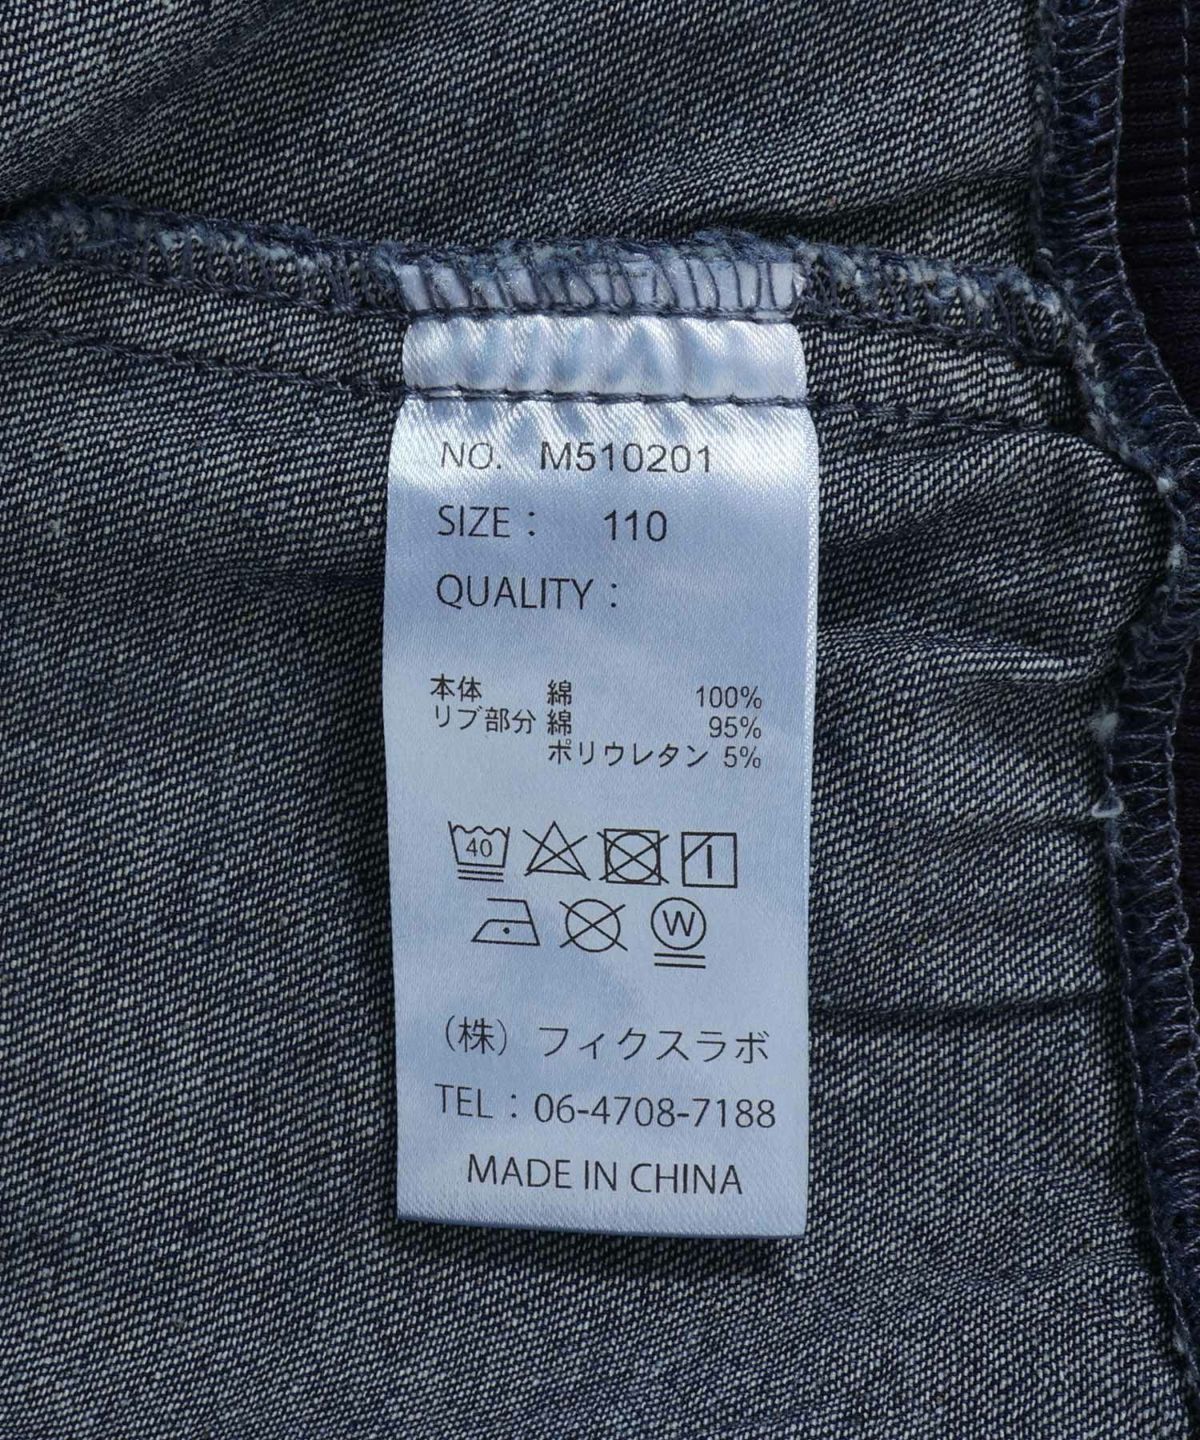 NO. M510201
SIZE： 110
QUALITY：
本体 綿 100%
リブ部分 綿 95%
ポリウレタン 5%
40
W
（株）フィクスラボ
TEL：06-4708-7188
MADE IN CHINA